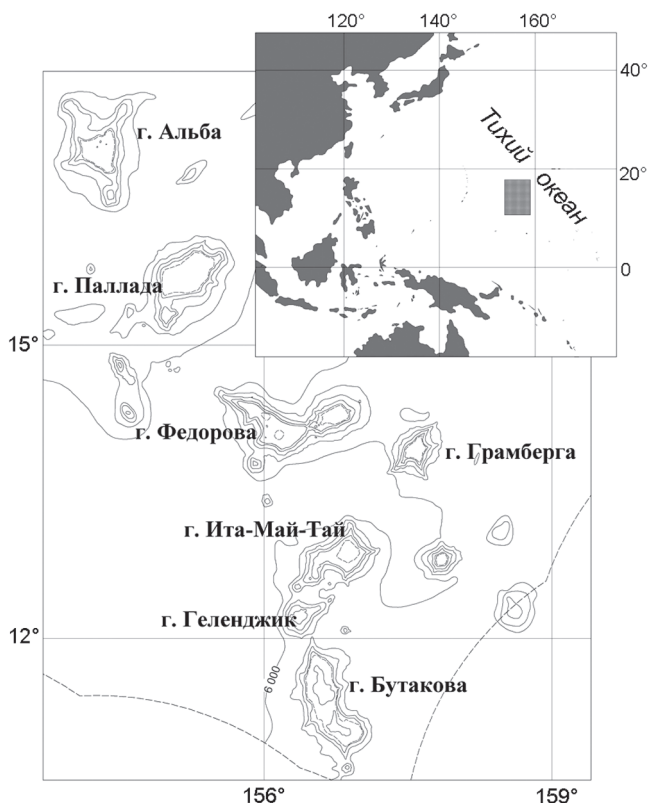 120° 140° 160°
40°
г. Альба
Тихий океан
20°
г. Паллада
0
15°
г. Федорова
г. Грамберга
г. Ита-Май-Тай
г. Геленджик
12°
6 000
г. Бутакова
156° 159°